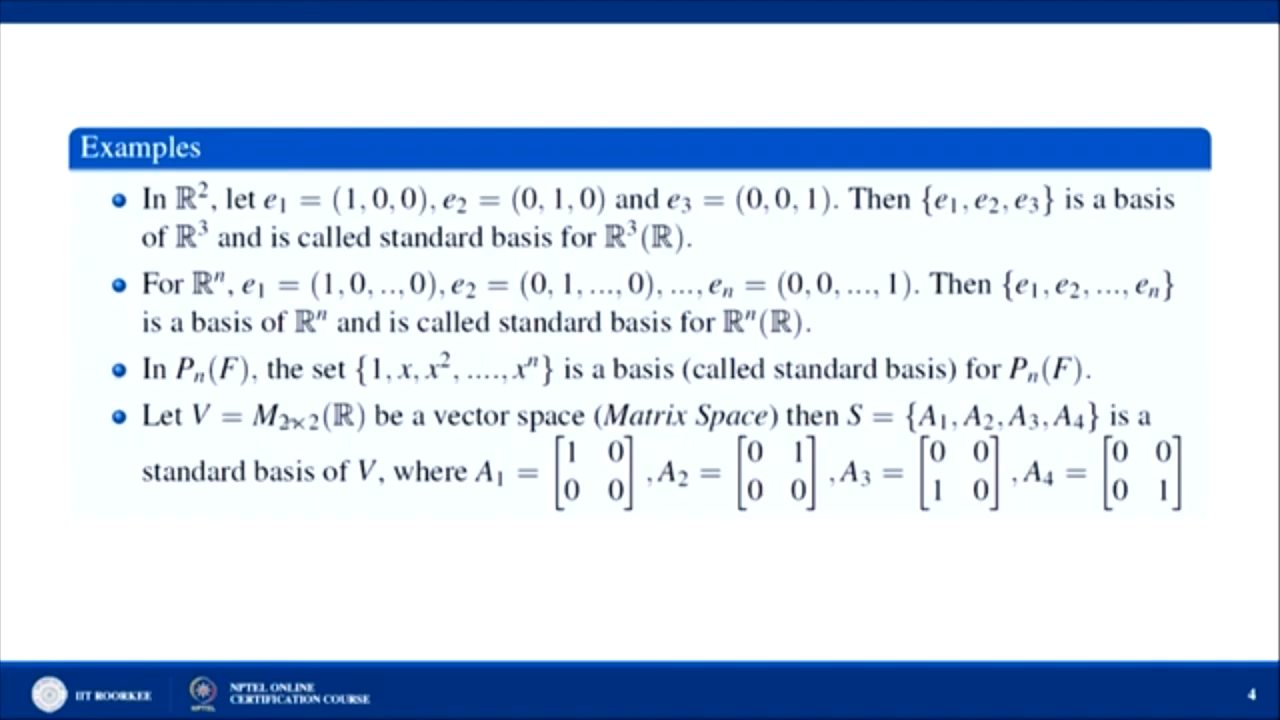 Examples
In ℝ², let e₁ = (1, 0, 0), e₂ = (0, 1, 0) and e₃ = (0, 0, 1). Then {e₁, e₂, e₃} is a basis
of ℝ³ and is called standard basis for ℝ³(ℝ).
For ℝⁿ, e₁ = (1, 0, .., 0), e₂ = (0, 1, ..., 0), ..., eₙ = (0, 0, ..., 1). Then {e₁, e₂, ..., eₙ}
is a basis of ℝⁿ and is called standard basis for ℝⁿ(ℝ).
In Pₙ(F), the set {1, x, x², ...., xⁿ} is a basis (called standard basis) for Pₙ(F).
Let V = M₂ₓ₂(ℝ) be a vector space (Matrix Space) then S = {A₁, A₂, A₃, A₄} is a
standard basis of V, where A₁ = [1 0; 0 0], A₂ = [0 1; 0 0], A₃ = [0 0; 1 0], A₄ = [0 0; 0 1]
IIT ROORKEE
NPTEL
NPTEL ONLINE
CERTIFICATION COURSE
4